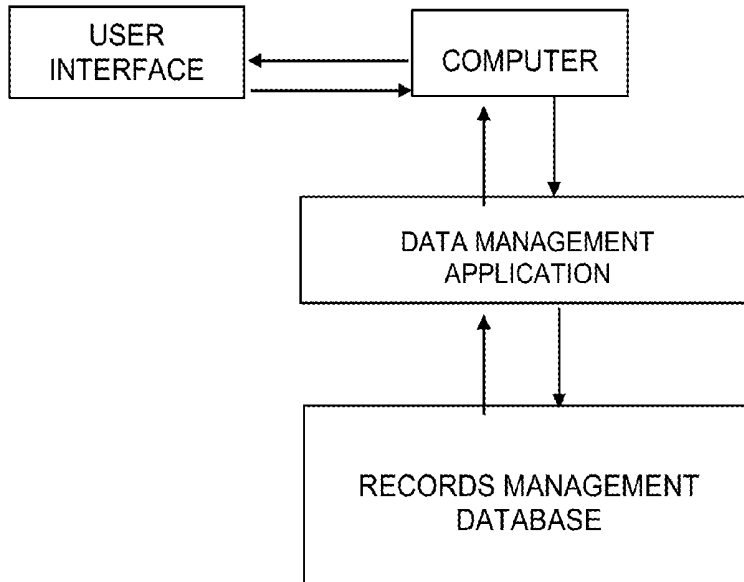 USER
INTERFACE
COMPUTER
DATA MANAGEMENT
APPLICATION
RECORDS MANAGEMENT
DATABASE